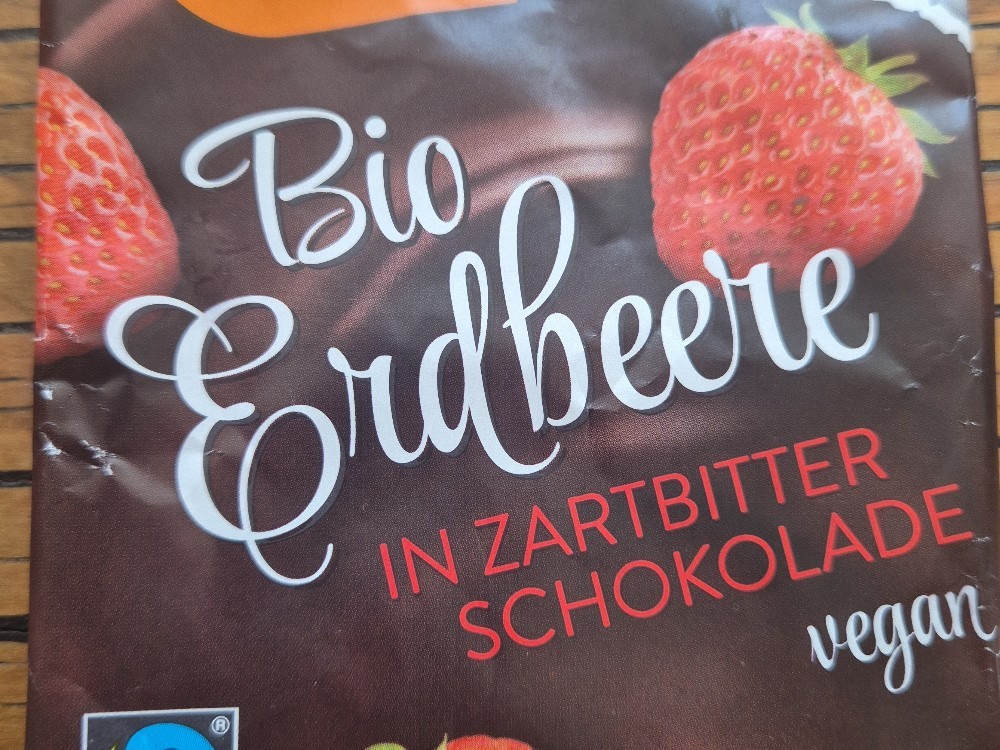 Bio
Erdbeere
IN ZARTBITTER
SCHOKOLADE
vegan
®